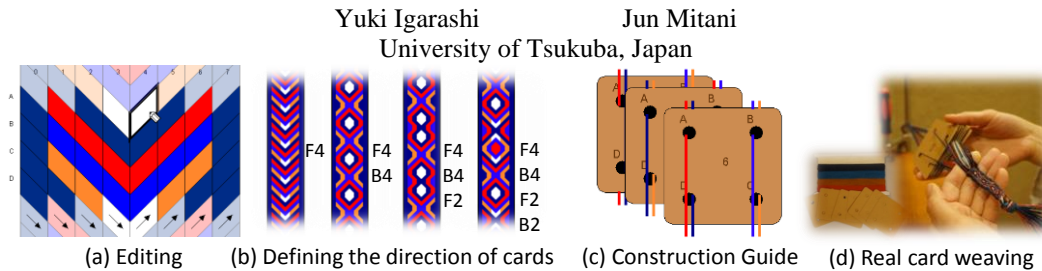 Yuki Igarashi Jun Mitani
University of Tsukuba, Japan
0 1 2 3 4 5 6 7
A
B
C
D
F4
F4
B4
F4
B4
F2
F4
B4
F2
B2
A
A
B
A
B
D
D
6
D
C
(a) Editing (b) Defining the direction of cards (c) Construction Guide (d) Real card weaving